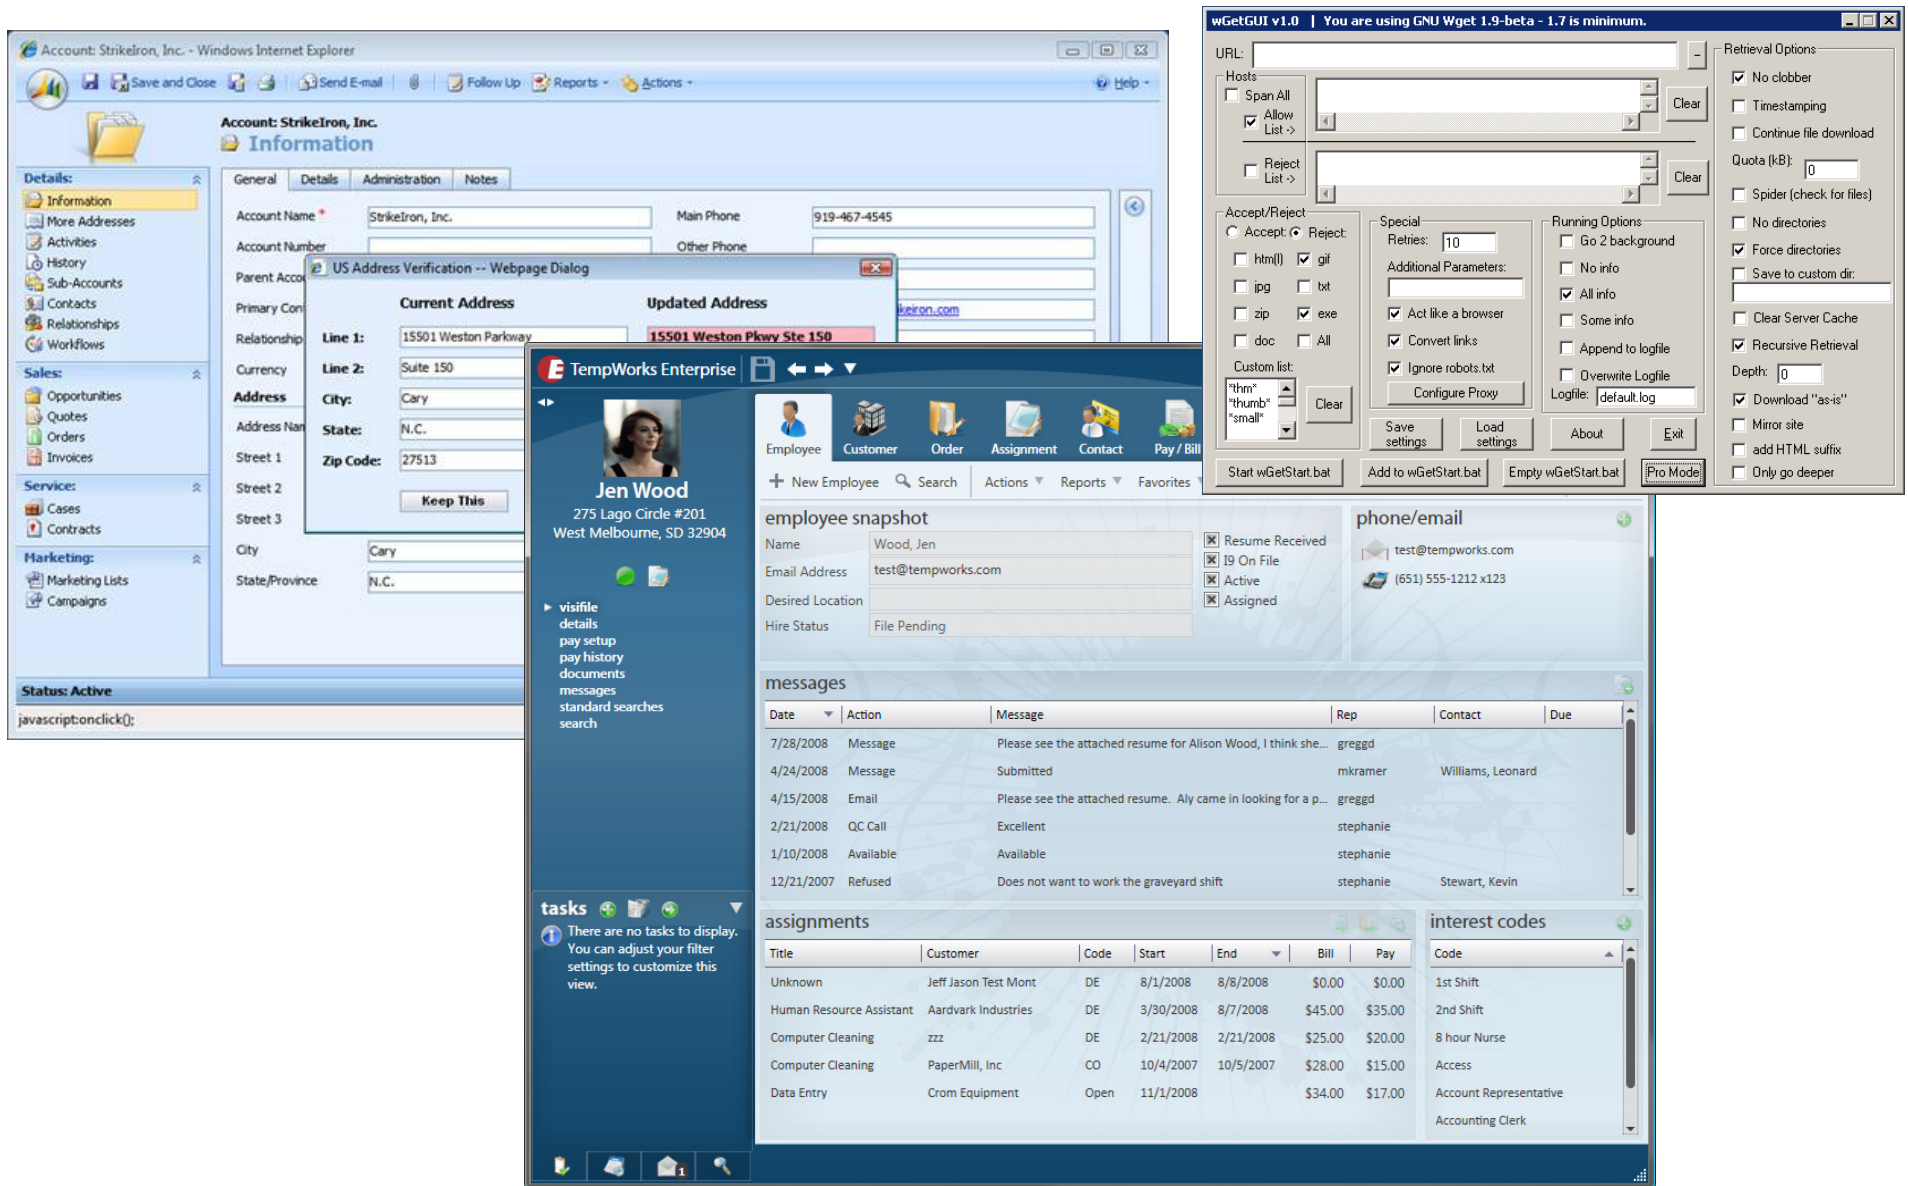 Account: StrikeIron, Inc. - Windows Internet Explorer
Save and Close
Send E-mail
Follow Up
Reports
Actions
Help
Account: StrikeIron, Inc.
Information
Details:
Information
More Addresses
Activities
History
Sub-Accounts
Contacts
Relationships
Workflows
Sales:
Opportunities
Quotes
Orders
Invoices
Service:
Cases
Contracts
Marketing:
Marketing Lists
Campaigns
General Details Administration Notes
Account Name * StrikeIron, Inc. Main Phone 919-467-4545
Account Number Other Phone
Parent Accou
Primary Con keiron.com
Relationship
Currency
Address
Address Nam
Street 1
Street 2
Street 3
City Cary
State/Province N.C.
Status: Active
javascript:onclick();
US Address Verification -- Webpage Dialog
Current Address Updated Address
Line 1: 15501 Weston Parkway 15501 Weston Pkwy Ste 150
Line 2: Suite 150
City: Cary
State: N.C.
Zip Code: 27513
Keep This
wGetGUI v1.0 | You are using GNU Wget 1.9-beta - 1.7 is minimum.
URL: -
Hosts
Span All
Allow
List ->
Clear
Reject
List ->
Clear
Accept/Reject
Accept: Reject:
htm(l) gif
jpg txt
zip exe
doc All
Custom list:
*thm*
*thumb*
*small*
Clear
Special
Retries: 10
Additional Parameters:
Act like a browser
Convert links
Ignore robots.txt
Configure Proxy
Running Options
Go 2 background
No info
All info
Some info
Append to logfile
Overwrite Logfile
Logfile: default.log
Save
settings
Load
settings
About
Exit
Start wGetStart.bat Add to wGetStart.bat Empty wGetStart.bat Pro Mode
Retrieval Options
No clobber
Timestamping
Continue file download
Quota (kB): 0
Spider (check for files)
No directories
Force directories
Save to custom dir:
Clear Server Cache
Recursive Retrieval
Depth: 0
Download "as-is"
Mirror site
add HTML suffix
Only go deeper
TempWorks Enterprise
Jen Wood
275 Lago Circle #201
West Melbourne, SD 32904
visifile
details
pay setup
pay history
documents
messages
standard searches
search
tasks
There are no tasks to display.
You can adjust your filter
settings to customize this
view.
1
Employee Customer Order Assignment Contact Pay / Bill
New Employee Search Actions Reports Favorites
employee snapshot
Name Wood, Jen
Email Address test@tempworks.com
Desired Location
Hire Status File Pending
Resume Received
I9 On File
Active
Assigned
phone/email
test@tempworks.com
(651) 555-1212 x123
messages
Date Action Message Rep Contact Due
7/28/2008 Message Please see the attached resume for Alison Wood, I think she... greggd
4/24/2008 Message Submitted mkramer Williams, Leonard
4/15/2008 Email Please see the attached resume. Aly came in looking for a p... greggd
2/21/2008 QC Call Excellent stephanie
1/10/2008 Available Available stephanie
12/21/2007 Refused Does not want to work the graveyard shift stephanie Stewart, Kevin
assignments
Title Customer Code Start End Bill Pay
Unknown Jeff Jason Test Mont DE 8/1/2008 8/8/2008 $0.00 $0.00
Human Resource Assistant Aardvark Industries DE 3/30/2008 8/7/2008 $45.00 $35.00
Computer Cleaning zzz DE 2/21/2008 2/21/2008 $25.00 $20.00
Computer Cleaning PaperMill, Inc CO 10/4/2007 10/5/2007 $28.00 $15.00
Data Entry Crom Equipment Open 11/1/2008 $34.00 $17.00
interest codes
Code
1st Shift
2nd Shift
8 hour Nurse
Access
Account Representative
Accounting Clerk